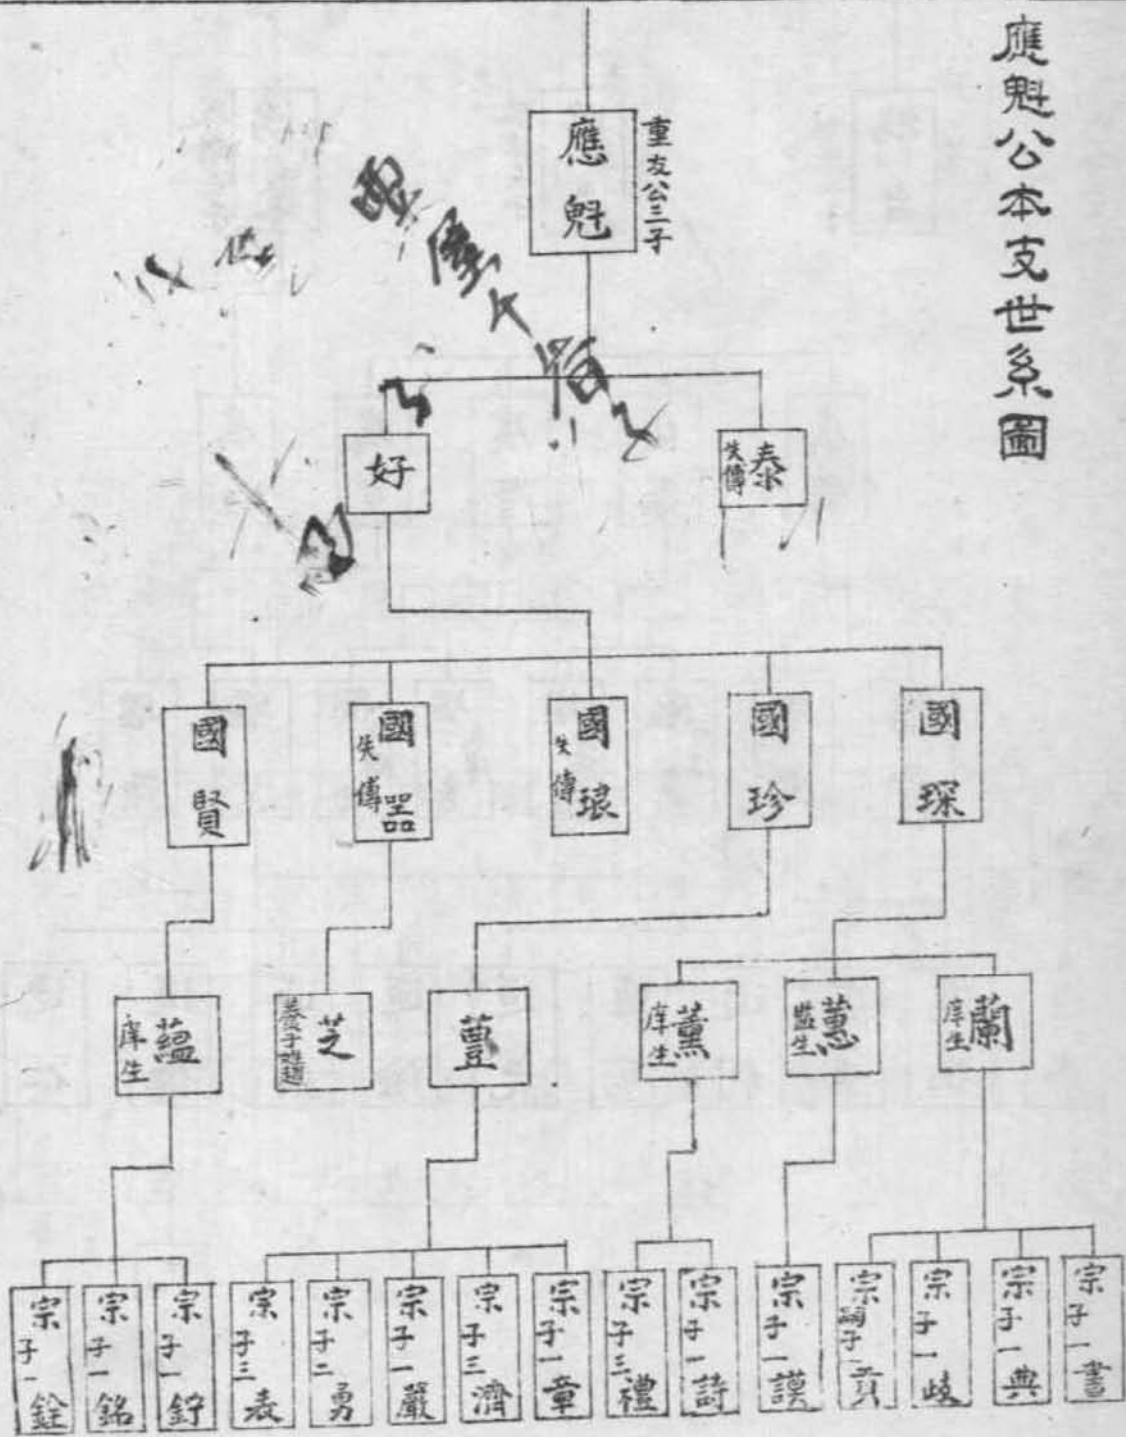 應魁公本支世系圖
重友公三子
應魁
泰
失傳
好
國琛
國珍
國琅
失傳
國器
失傳
國賢
蘭
庠生
蕙
監生
薰
庠生
荳
芝
養子
蘊
庠生
宗書
子一
宗典
子一
宗岐
子一
宗貢
嗣子一
宗謨
子一
宗詩
子一
宗禮
子三
宗章
子一
宗濟
子三
宗嚴
子一
宗勇
子二
宗表
子三
宗錚
子一
宗銘
子一
宗銓
子一